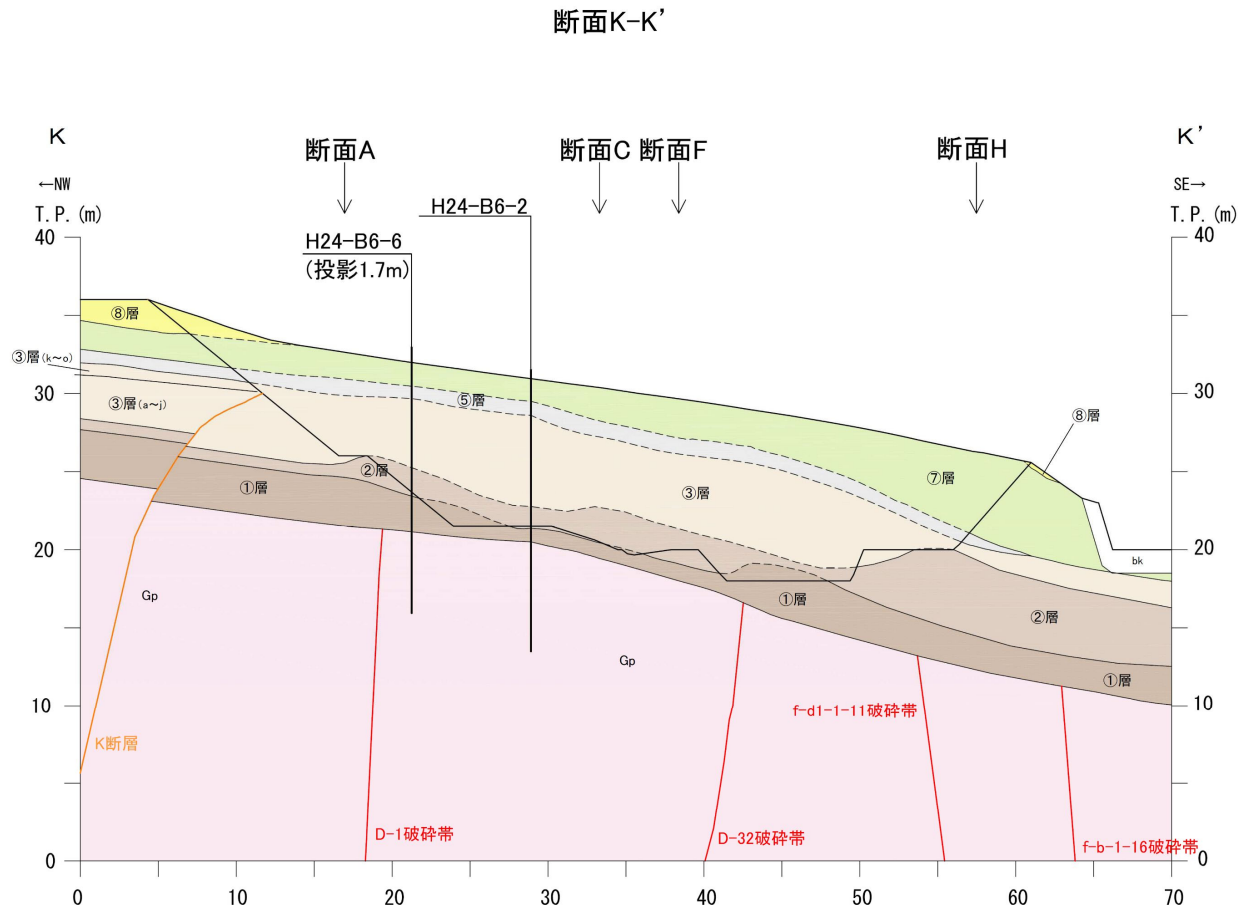 断面K-K’
K
K’
断面A
断面C
断面F
断面H
←NW
SE→
T.P.(m)
T.P.(m)
H24-B6-2
H24-B6-6
(投影1.7m)
40
40
⑧層
③層(k~o)
30
30
⑤層
③層(a~j)
⑧層
②層
⑦層
①層
③層
20
20
bk
Gp
①層
②層
Gp
①層
10
10
f-d1-1-11破砕帯
K断層
D-1破砕帯
D-32破砕帯
f-b-1-16破砕帯
0
0
0
10
20
30
40
50
60
70